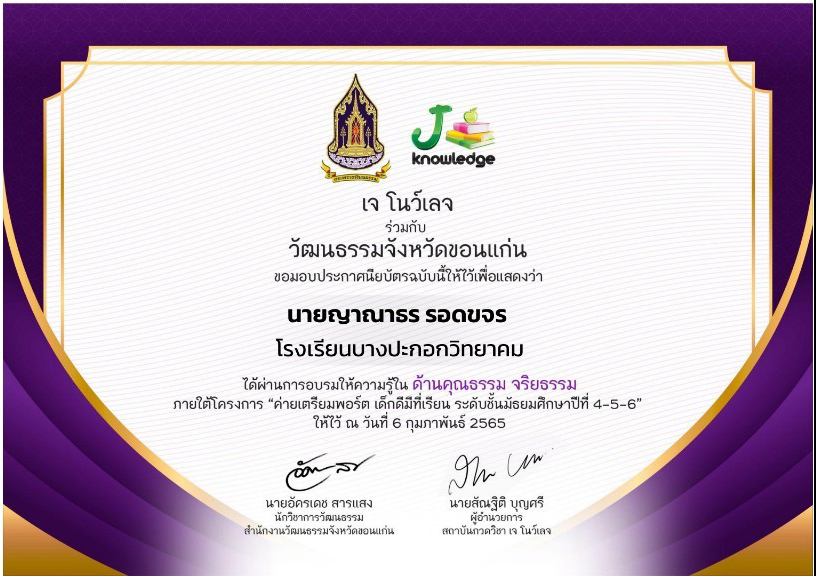 J
knowledge
เจ โนว์เลจ
ร่วมกับ
วัฒนธรรมจังหวัดขอนแก่น
ขอมอบประกาศนียบัตรฉบับนี้ให้ไว้เพื่อแสดงว่า
นายญาณาธร รอดขจร
โรงเรียนบางปะกอกวิทยาคม
ได้ผ่านการอบรมให้ความรู้ใน ด้านคุณธรรม จริยธรรม
ภายใต้โครงการ “ค่ายเตรียมพอร์ต เด็กดีมีที่เรียน ระดับชั้นมัธยมศึกษาปีที่ 4-5-6”
ให้ไว้ ณ วันที่ 6 กุมภาพันธ์ 2565
นายอัครเดช สารแสง
นักวิชาการวัฒนธรรม
สำนักงานวัฒนธรรมจังหวัดขอนแก่น
นายสัณฐิติ บุญศรี
ผู้อำนวยการ
สถาบันกวดวิชา เจ โนว์เลจ